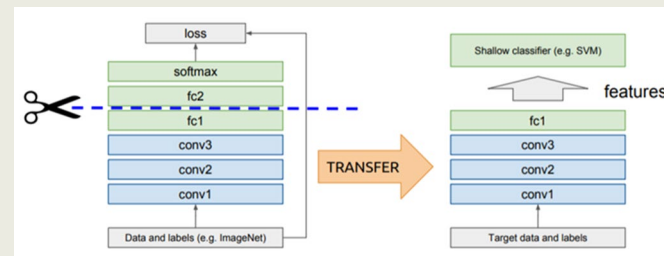 loss
softmax
fc2
fc1
conv3
conv2
conv1
Data and labels (e.g. ImageNet)
TRANSFER
Shallow classifier (e.g. SVM)
features
fc1
conv3
conv2
conv1
Target data and labels